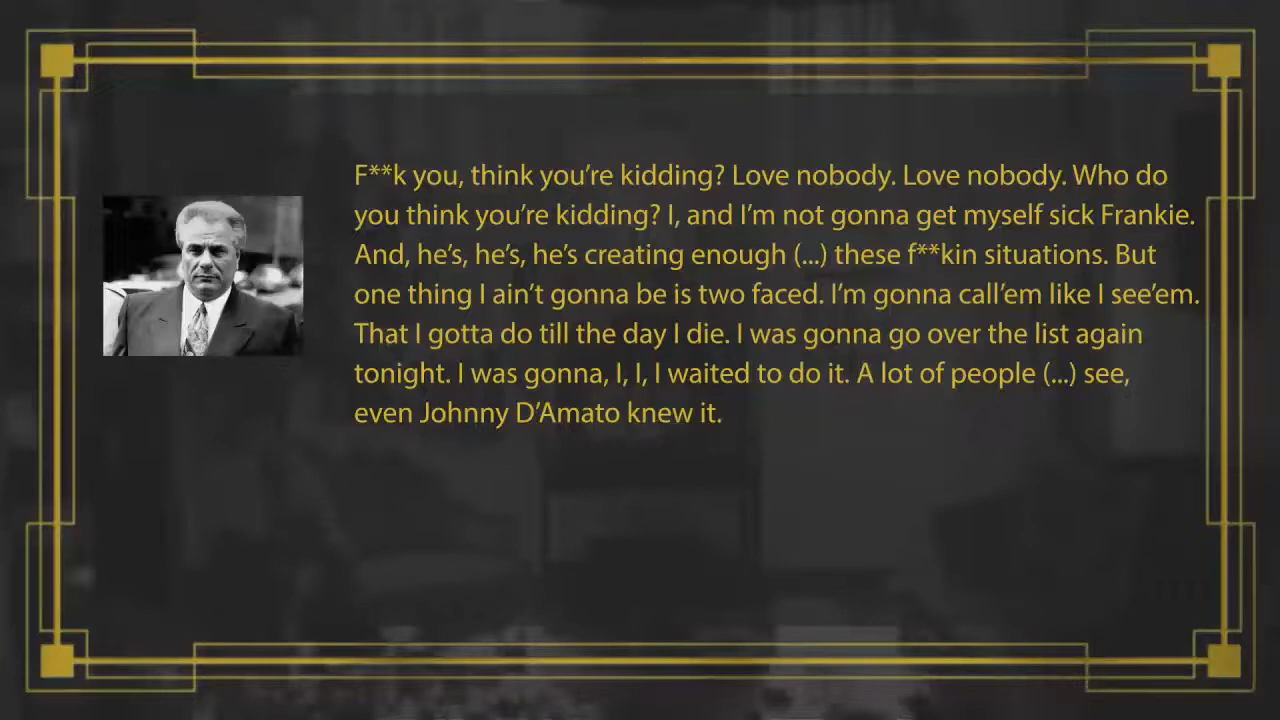 F**k you, think you're kidding? Love nobody. Love nobody. Who do
you think you're kidding? I, and I'm not gonna get myself sick Frankie.
And, he's, he's, he's creating enough (...) these f**kin situations. But
one thing I ain't gonna be is two faced. I'm gonna call'em like I see'em.
That I gotta do till the day I die. I was gonna go over the list again
tonight. I was gonna, I, I, I waited to do it. A lot of people (...) see,
even Johnny D'Amato knew it.